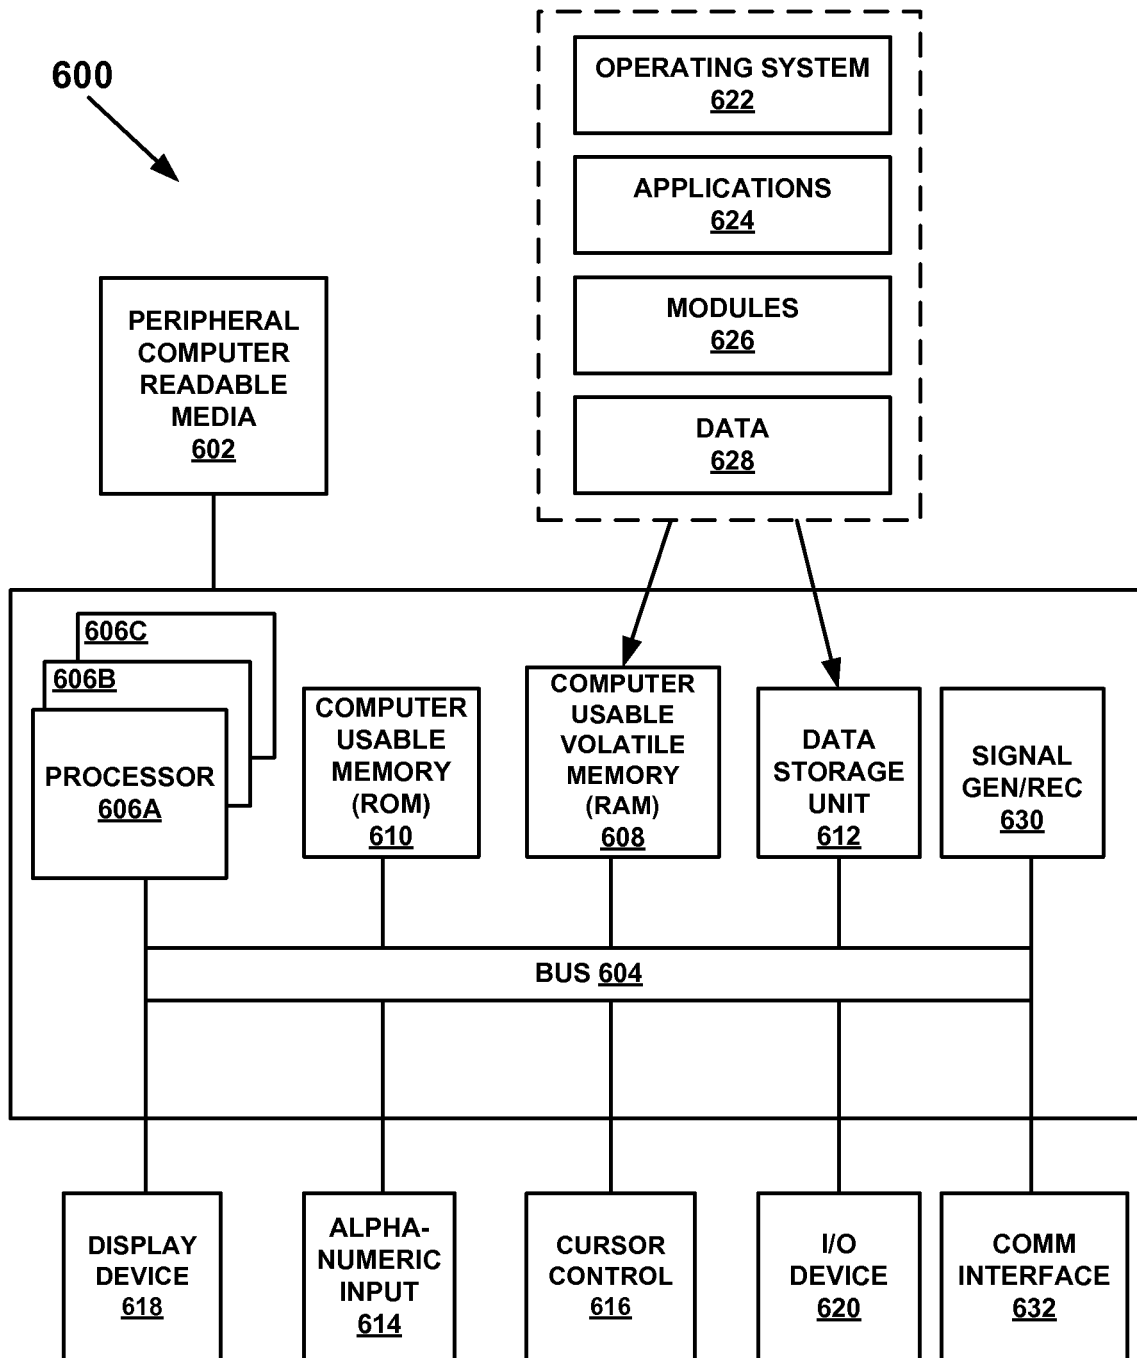 600
OPERATING SYSTEM
622
APPLICATIONS
624
MODULES
626
DATA
628
PERIPHERAL
COMPUTER
READABLE
MEDIA
602
606C
606B
PROCESSOR
606A
COMPUTER
USABLE
MEMORY
(ROM)
610
COMPUTER
USABLE
VOLATILE
MEMORY
(RAM)
608
DATA
STORAGE
UNIT
612
SIGNAL
GEN/REC
630
BUS 604
DISPLAY
DEVICE
618
ALPHA-
NUMERIC
INPUT
614
CURSOR
CONTROL
616
I/O
DEVICE
620
COMM
INTERFACE
632